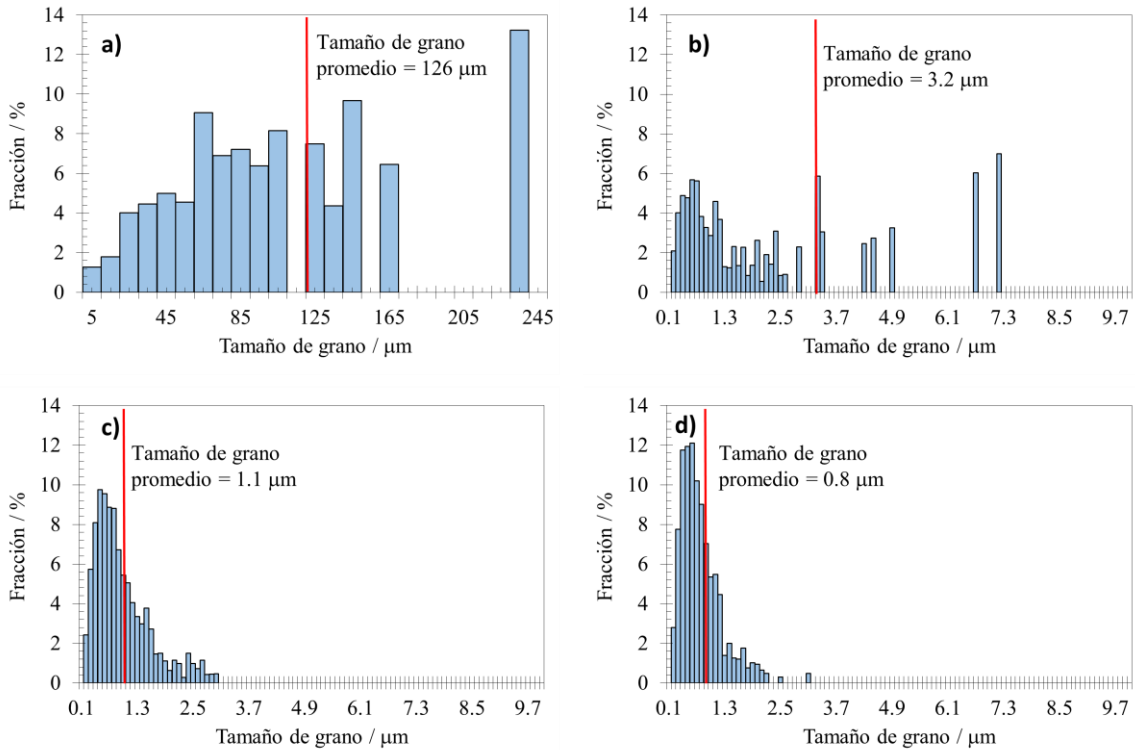 14
12
10
8
6
4
2
0
Fracción / %
a)
Tamaño de grano
promedio = 126 μm
5 45 85 125 165 205 245
Tamaño de grano / μm
14
12
10
8
6
4
2
0
Fracción / %
b)
Tamaño de grano
promedio = 3.2 μm
0.1 1.3 2.5 3.7 4.9 6.1 7.3 8.5 9.7
Tamaño de grano / μm
14
12
10
8
6
4
2
0
Fracción / %
c)
Tamaño de grano
promedio = 1.1 μm
0.1 1.3 2.5 3.7 4.9 6.1 7.3 8.5 9.7
Tamaño de grano / μm
14
12
10
8
6
4
2
0
Fracción / %
d)
Tamaño de grano
promedio = 0.8 μm
0.1 1.3 2.5 3.7 4.9 6.1 7.3 8.5 9.7
Tamaño de grano / μm